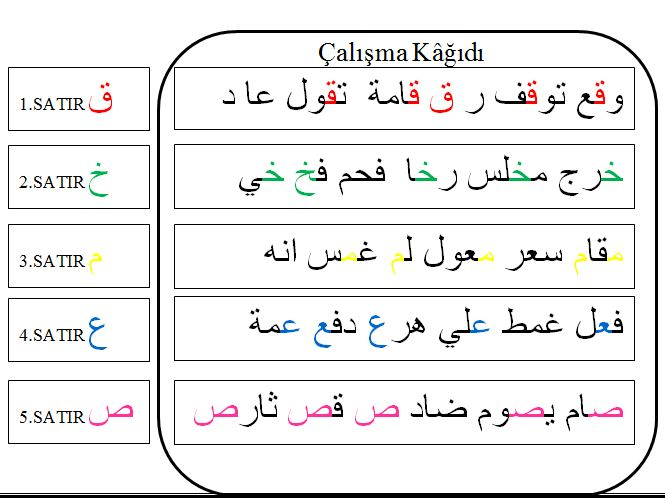 Çalışma Kâğıdı
1.SATIR ق
وقع توقف ر ق قامة تقول عا د
2.SATIR خ
خرج مخلس رخا فحم فخ خي
3.SATIR م
مقام سعر معول لم غمس انه
4.SATIR ع
فعل غمط علي هرع دفع عمة
5.SATIR ص
صام يصوم ضاد ص قص ثارص